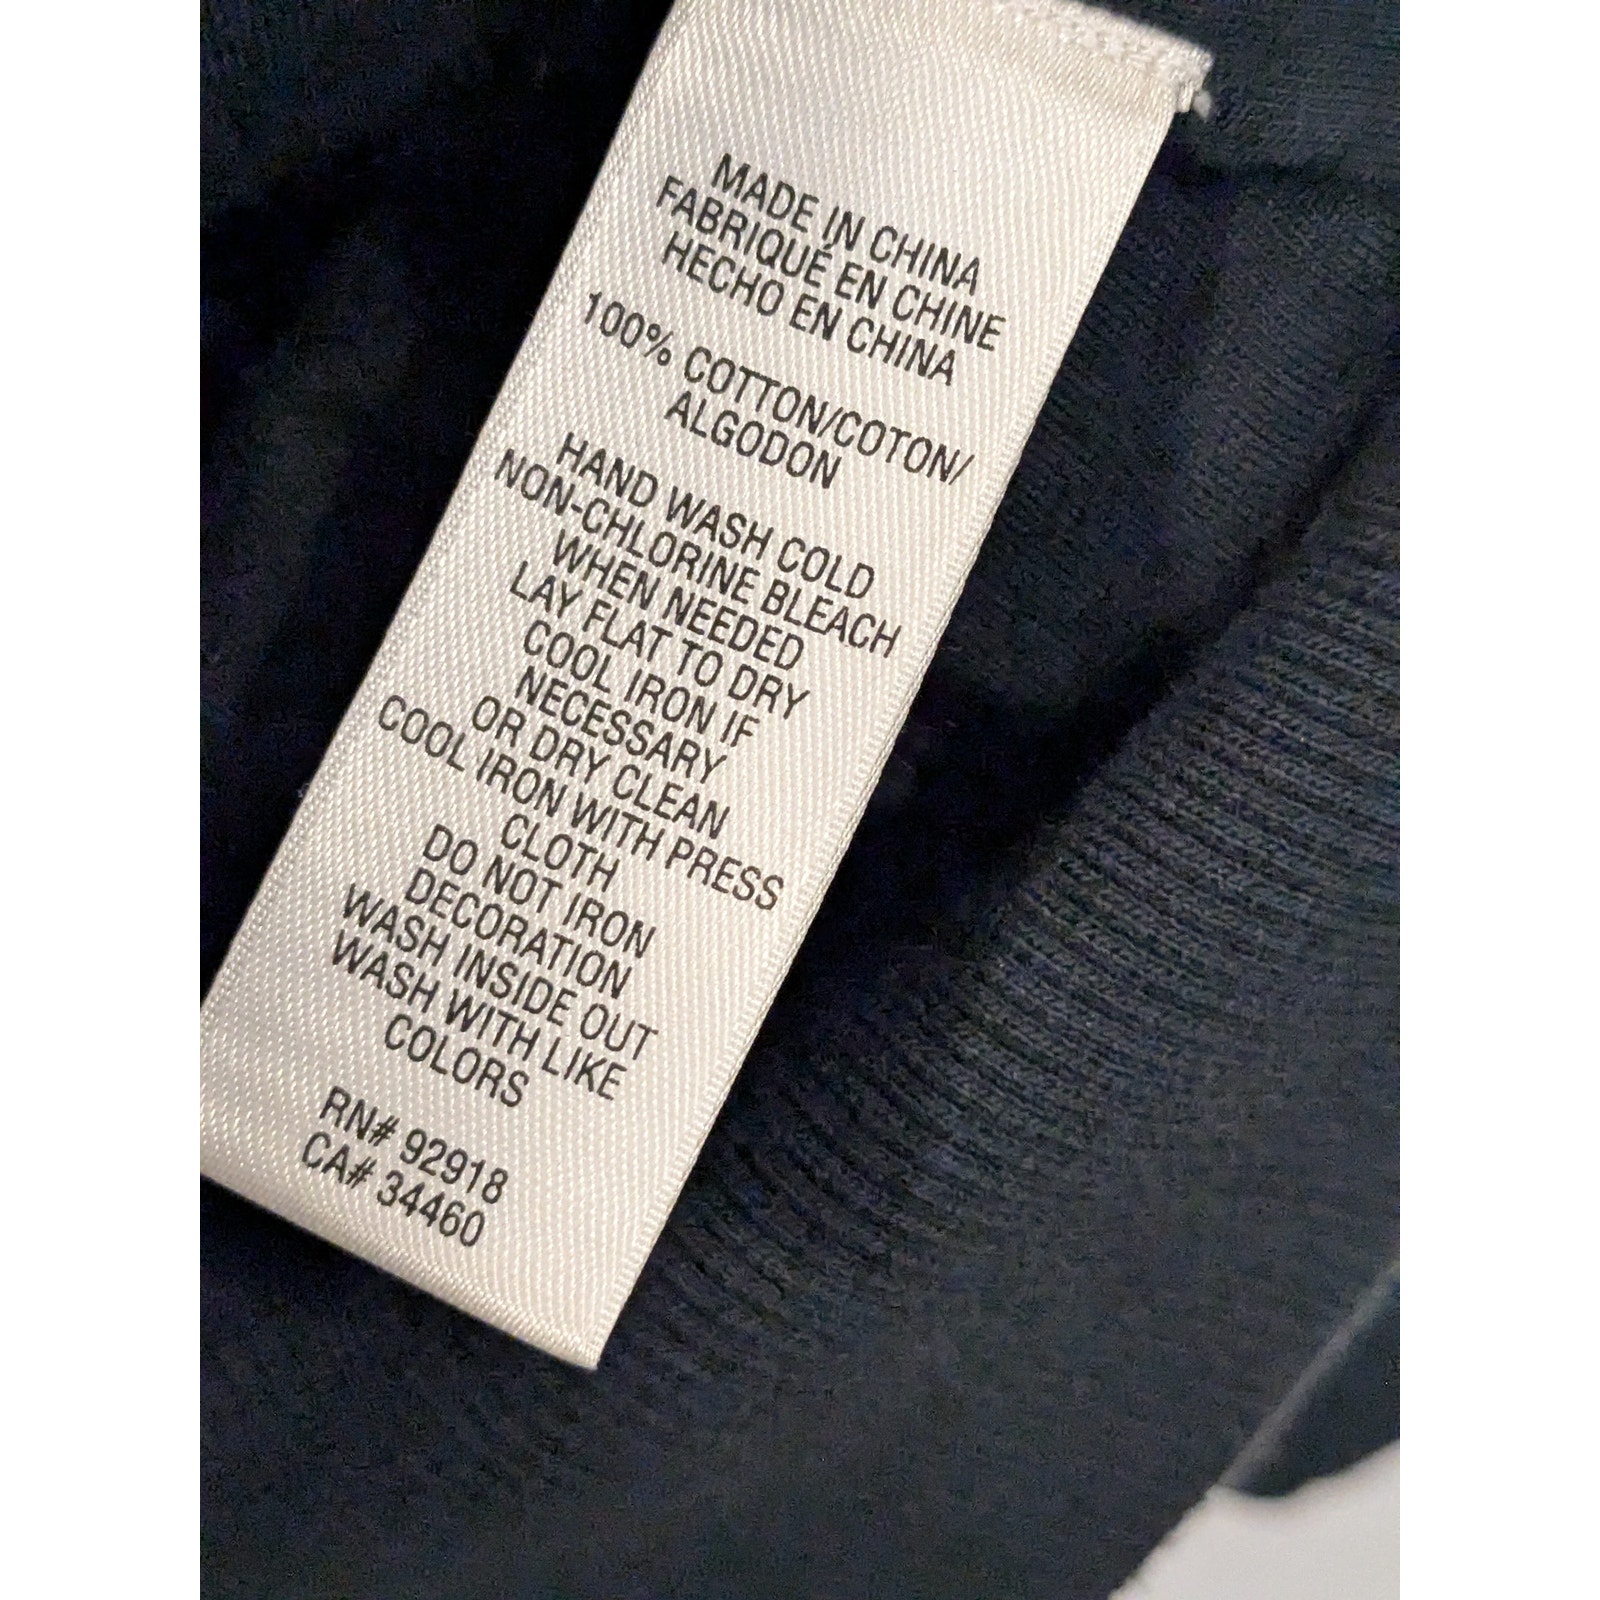 MADE IN CHINA
FABRIQUÉ EN CHINE
HECHO EN CHINA
100% COTTON/COTON/
ALGODON
HAND WASH COLD
NON-CHLORINE BLEACH
WHEN NEEDED
LAY FLAT TO DRY
COOL IRON IF
NECESSARY
OR DRY CLEAN
COOL IRON WITH PRESS
CLOTH
DO NOT IRON
DECORATION
WASH INSIDE OUT
WASH WITH LIKE
COLORS
RN# 92918
CA# 34460